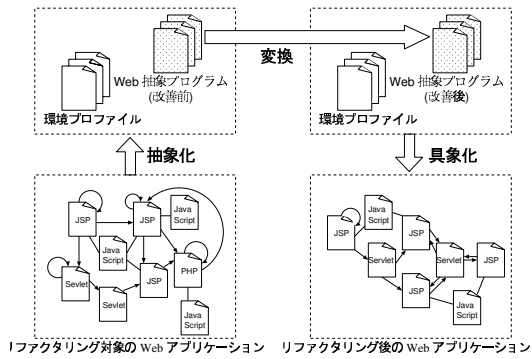 変換
Web 抽象プログラム
(改善前)
環境プロファイル
Web 抽象プログラム
(改善後)
環境プロファイル
抽象化
具象化
JSP
JSP
Java
Script
Java
Script
Sevlet
JSP
PHP
Sevlet
Java
Script
JSP
Java
Script
JSP
Servlet
Servlet
JSP
JSP
Java
Script
リファクタリング対象の Web アプリケーション
リファクタリング後の Web アプリケーション